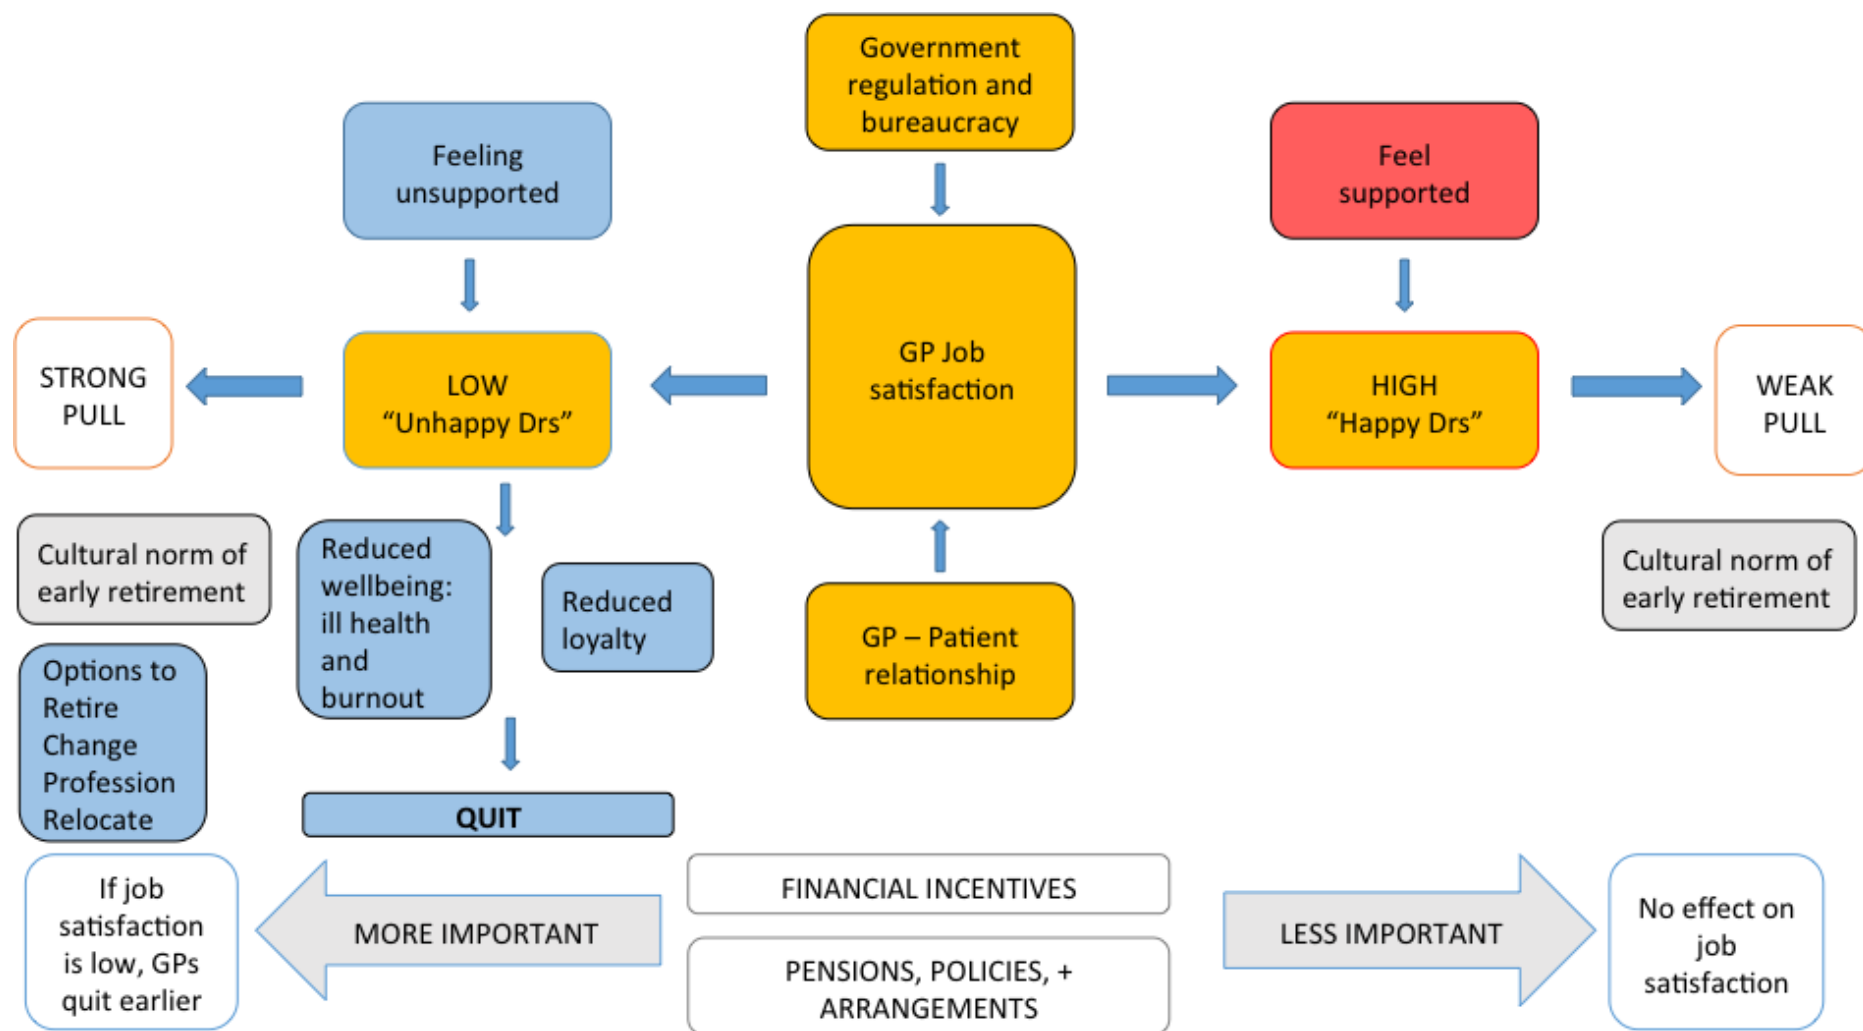 Government
regulation and
bureaucracy
Feeling
unsupported
Feel
supported
STRONG
PULL
LOW
“Unhappy Drs”
GP Job
satisfaction
HIGH
“Happy Drs”
WEAK
PULL
Cultural norm of
early retirement
Reduced
wellbeing:
ill health
and
burnout
Reduced
loyalty
GP – Patient
relationship
Cultural norm of
early retirement
Options to
Retire
Change
Profession
Relocate
QUIT
If job
satisfaction
is low, GPs
quit earlier
MORE IMPORTANT
FINANCIAL INCENTIVES
PENSIONS, POLICIES, +
ARRANGEMENTS
LESS IMPORTANT
No effect on
job
satisfaction